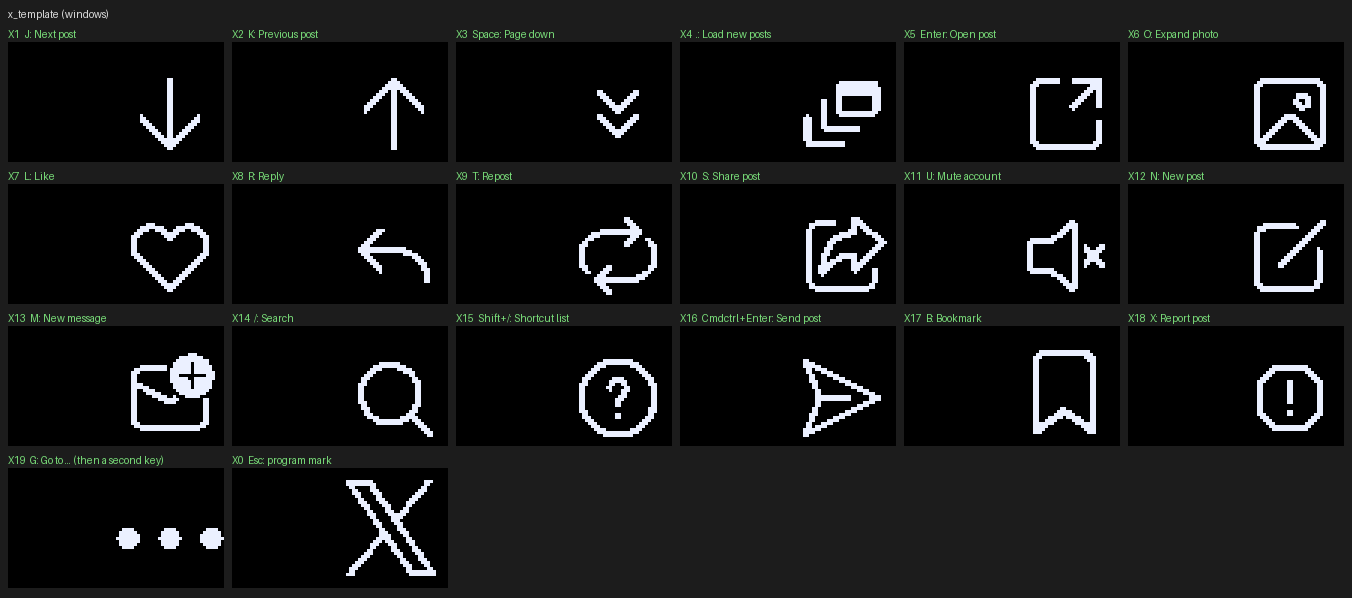 x_template (windows)
X1 J: Next post
X2 K: Previous post
X3 Space: Page down
X4 .: Load new posts
X5 Enter: Open post
X6 O: Expand photo
X7 L: Like
X8 R: Reply
X9 T: Repost
X10 S: Share post
X11 U: Mute account
X12 N: New post
X13 M: New message
X14 /: Search
X15 Shift+/: Shortcut list
X16 Cmdctrl+Enter: Send post
X17 B: Bookmark
X18 X: Report post
X19 G: Go to... (then a second key)
X0 Esc: program mark